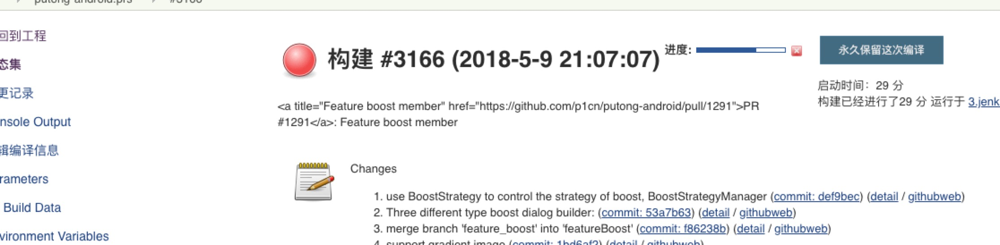 putong-android.prs #3166
回到工程
态集
更记录
nsole Output
辑编译信息
rameters
Build Data
vironment Variables
构建 #3166 (2018-5-9 21:07:07)
进度:
永久保留这次编译
启动时间：29 分
构建已经进行了29 分 运行于 3.jenk
<a title="Feature boost member" href="https://github.com/p1cn/putong-android/pull/1291">PR
#1291</a>: Feature boost member
Changes
1. use BoostStrategy to control the strategy of boost, BoostStrategyManager (commit: def9bec) (detail / githubweb)
2. Three different type boost dialog builder: (commit: 53a7b63) (detail / githubweb)
3. merge branch 'feature_boost' into 'featureBoost' (commit: f86238b) (detail / githubweb)
4. support gradient image (commit: 1bd6af2) (detail / githubweb)